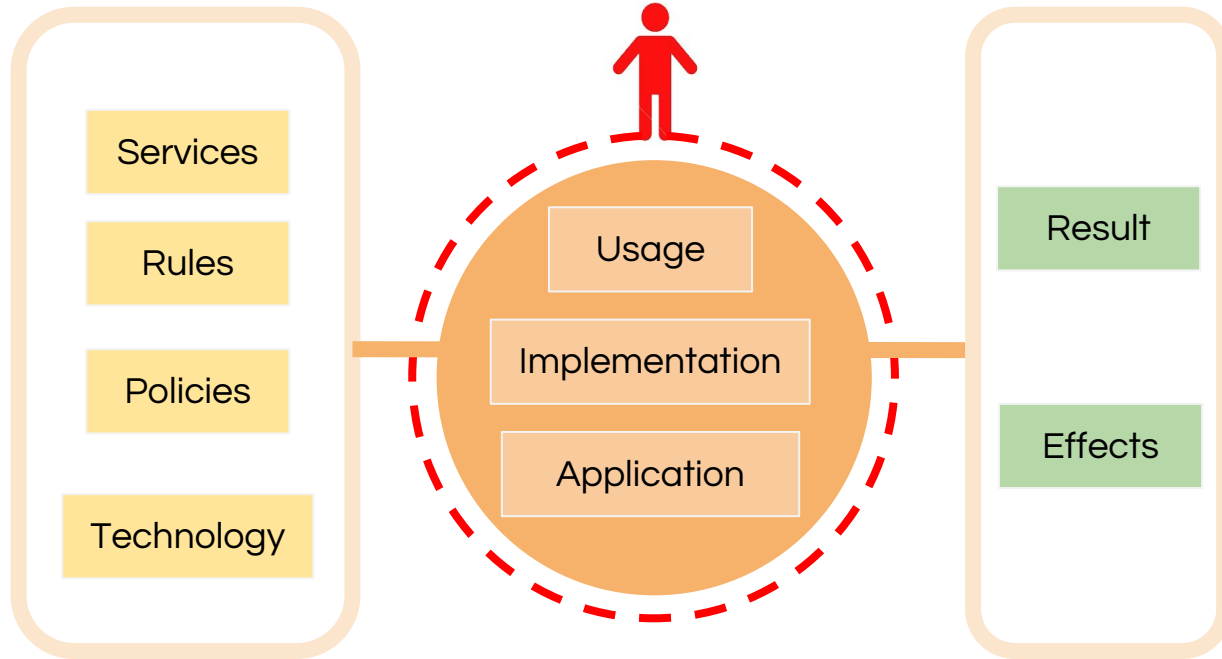 Services
Rules
Policies
Technology
Usage
Implementation
Application
Result
Effects